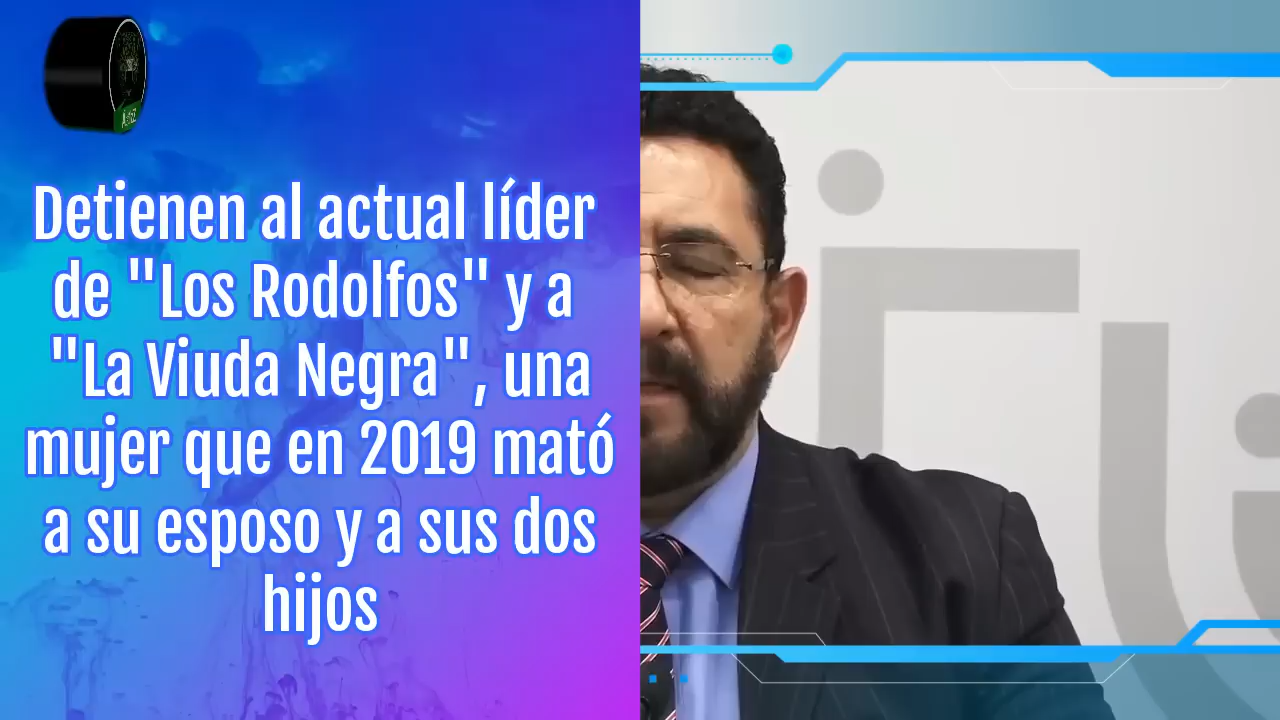 Detienen al actual líder
de "Los Rodolfos" y a
"La Viuda Negra", una
mujer que en 2019 mató
a su esposo y a sus dos
hijos